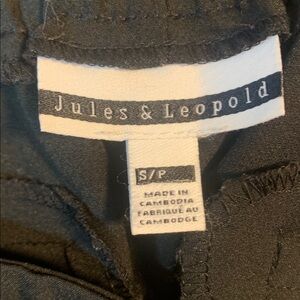 Jules & Leopold
S/P
MADE IN
CAMBODIA
FABRIQUÉ AU
CAMBODGE